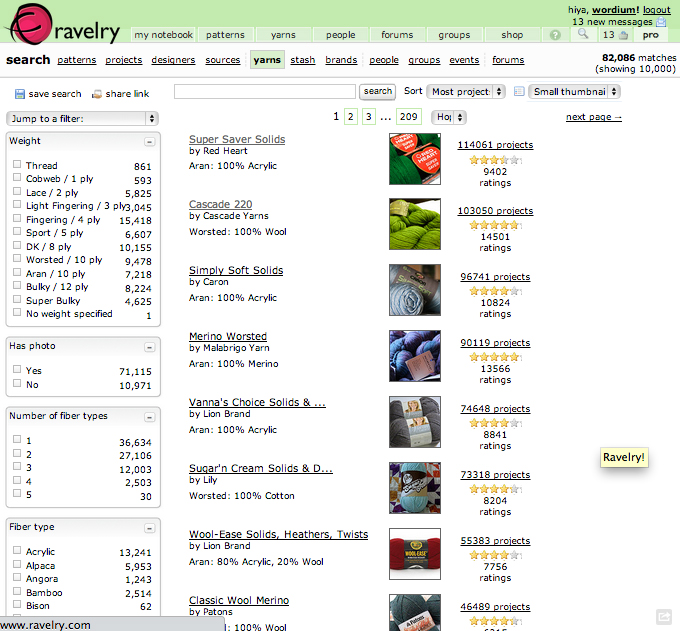 hiya, wordium! logout
13 new messages
ravelry
my notebook patterns yarns people forums groups shop ? 13 pro
search patterns projects designers sources yarns stash brands people groups events forums
82,086 matches
(showing 10,000)
save search share link
search Sort Most project Small thumbnai
Jump to a filter:
1 2 3 ... 209 Hop
next page →
Weight
Thread 861
Cobweb / 1 ply 593
Lace / 2 ply 5,825
Light Fingering / 3 ply 3,045
Fingering / 4 ply 15,418
Sport / 5 ply 6,607
DK / 8 ply 10,155
Worsted / 10 ply 9,478
Aran / 10 ply 7,218
Bulky / 12 ply 8,224
Super Bulky 4,625
No weight specified 1
Has photo
Yes 71,115
No 10,971
Number of fiber types
1 36,634
2 27,106
3 12,003
4 2,503
5 30
Fiber type
Acrylic 13,241
Alpaca 5,953
Angora 1,243
Bamboo 2,514
Bison 62
Super Saver Solids
by Red Heart
Aran: 100% Acrylic
114061 projects
9402
ratings
Cascade 220
by Cascade Yarns
Worsted: 100% Wool
103050 projects
14501
ratings
Simply Soft Solids
by Caron
Aran: 100% Acrylic
96741 projects
10824
ratings
Merino Worsted
by Malabrigo Yarn
Aran: 100% Merino
90119 projects
13566
ratings
Vanna's Choice Solids & ...
by Lion Brand
Aran: 100% Acrylic
74648 projects
8841
ratings
Sugar'n Cream Solids & D...
by Lily
Worsted: 100% Cotton
73318 projects
8204
ratings
Wool-Ease Solids, Heathers, Twists
by Lion Brand
Aran: 80% Acrylic, 20% Wool
WOOL-EASE
55383 projects
7756
ratings
Classic Wool Merino
by Patons
100% Wool
46489 projects
Ravelry!
www.ravelry.com